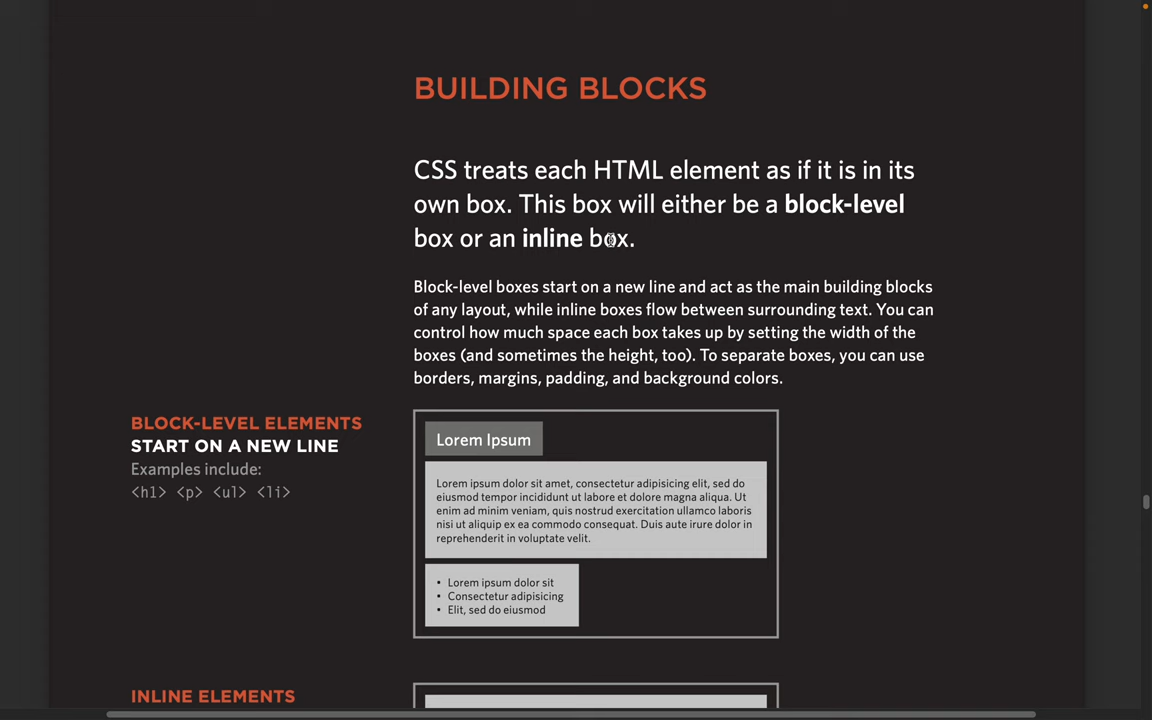 BUILDING BLOCKS
CSS treats each HTML element as if it is in its
own box. This box will either be a block-level
box or an inline box.
Block-level boxes start on a new line and act as the main building blocks
of any layout, while inline boxes flow between surrounding text. You can
control how much space each box takes up by setting the width of the
boxes (and sometimes the height, too). To separate boxes, you can use
borders, margins, padding, and background colors.
BLOCK-LEVEL ELEMENTS
START ON A NEW LINE
Examples include:
<h1> <p> <ul> <li>
Lorem Ipsum
Lorem ipsum dolor sit amet, consectetur adipisicing elit, sed do
eiusmod tempor incididunt ut labore et dolore magna aliqua. Ut
enim ad minim veniam, quis nostrud exercitation ullamco laboris
nisi ut aliquip ex ea commodo consequat. Duis aute irure dolor in
reprehenderit in voluptate velit.
• Lorem ipsum dolor sit
• Consectetur adipisicing
• Elit, sed do eiusmod
INLINE ELEMENTS